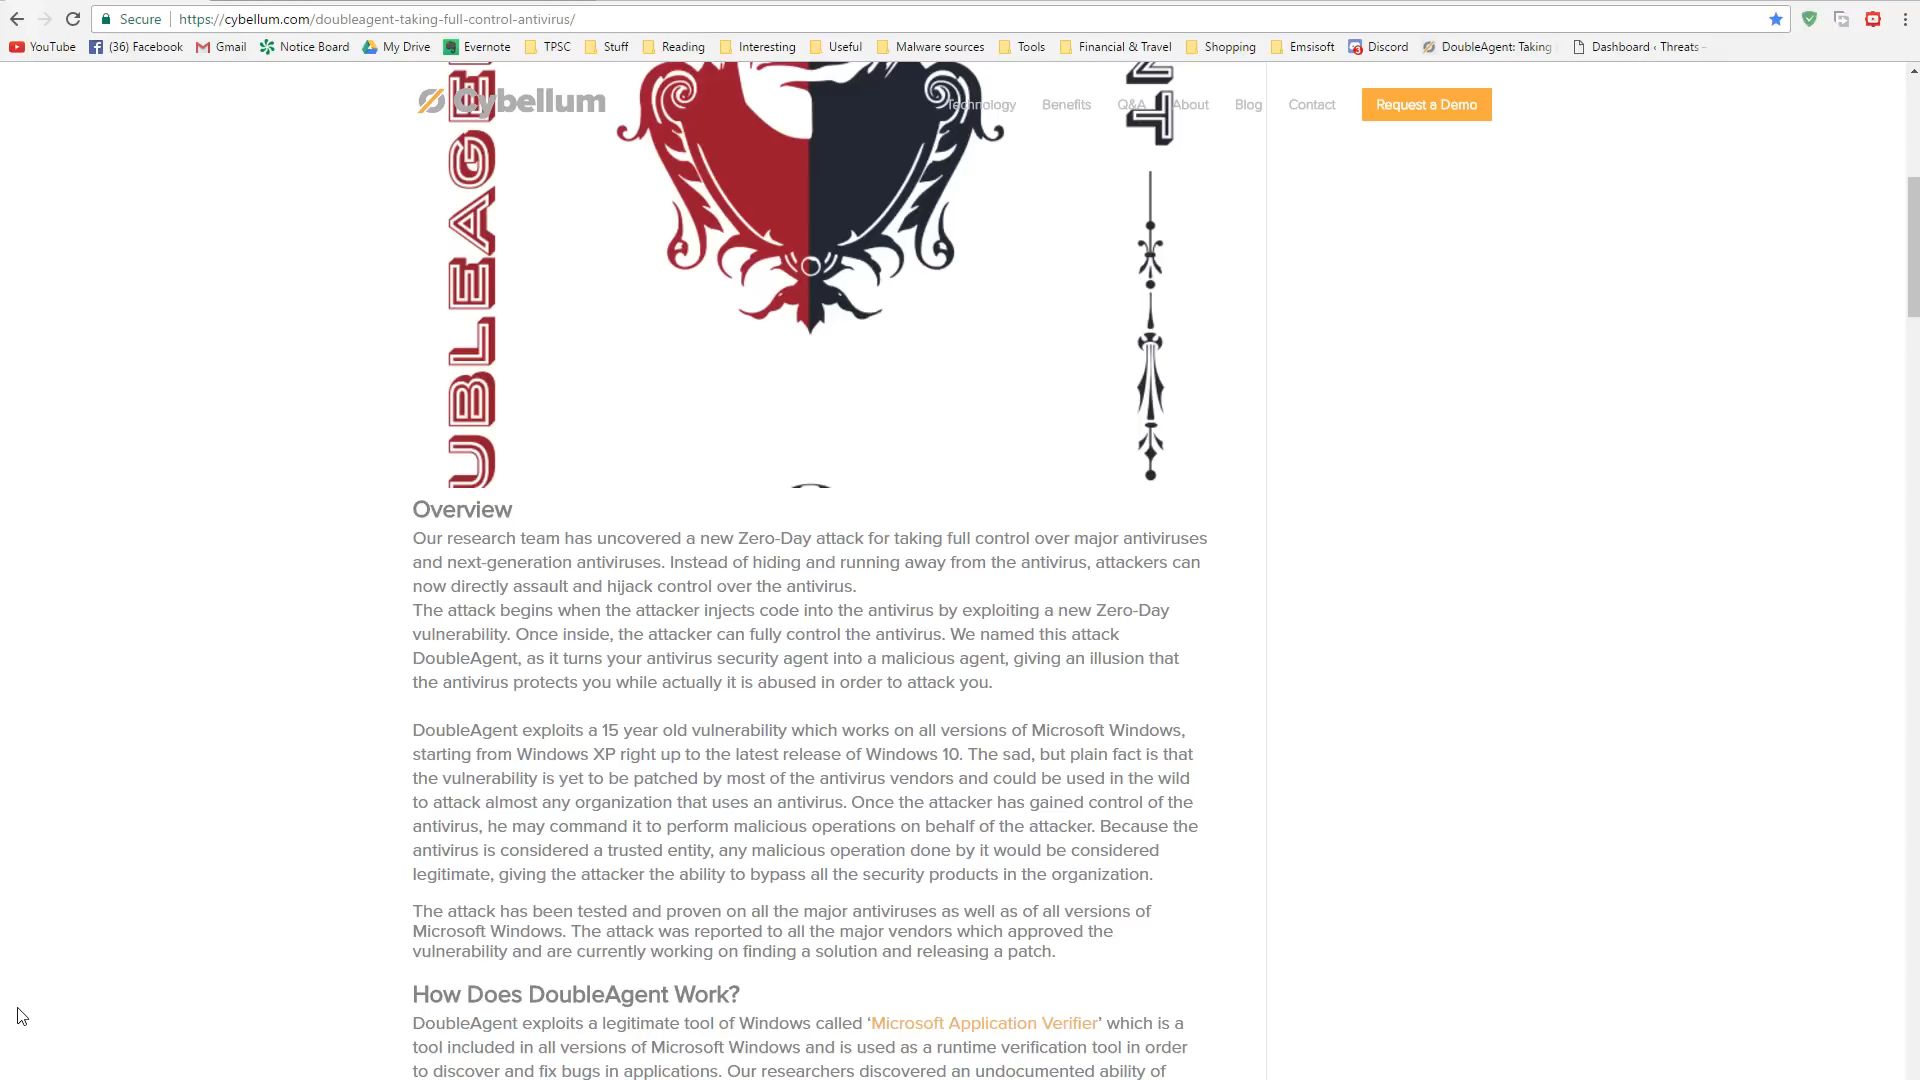 Secure https://cybellum.com/doubleagent-taking-full-control-antivirus/
YouTube (36) Facebook Gmail Notice Board My Drive Evernote TPSC Stuff Reading Interesting Useful Malware sources Tools Financial & Travel Shopping Emsisoft Discord DoubleAgent: Taking Dashboard ‹ Threats –
Cybellum Technology Benefits Q&A About Blog Contact Request a Demo
UBLEAGE
Overview
Our research team has uncovered a new Zero-Day attack for taking full control over major antiviruses
and next-generation antiviruses. Instead of hiding and running away from the antivirus, attackers can
now directly assault and hijack control over the antivirus.
The attack begins when the attacker injects code into the antivirus by exploiting a new Zero-Day
vulnerability. Once inside, the attacker can fully control the antivirus. We named this attack
DoubleAgent, as it turns your antivirus security agent into a malicious agent, giving an illusion that
the antivirus protects you while actually it is abused in order to attack you.
DoubleAgent exploits a 15 year old vulnerability which works on all versions of Microsoft Windows,
starting from Windows XP right up to the latest release of Windows 10. The sad, but plain fact is that
the vulnerability is yet to be patched by most of the antivirus vendors and could be used in the wild
to attack almost any organization that uses an antivirus. Once the attacker has gained control of the
antivirus, he may command it to perform malicious operations on behalf of the attacker. Because the
antivirus is considered a trusted entity, any malicious operation done by it would be considered
legitimate, giving the attacker the ability to bypass all the security products in the organization.
The attack has been tested and proven on all the major antiviruses as well as of all versions of
Microsoft Windows. The attack was reported to all the major vendors which approved the
vulnerability and are currently working on finding a solution and releasing a patch.
How Does DoubleAgent Work?
DoubleAgent exploits a legitimate tool of Windows called ‘Microsoft Application Verifier’ which is a
tool included in all versions of Microsoft Windows and is used as a runtime verification tool in order
to discover and fix bugs in applications. Our researchers discovered an undocumented ability of